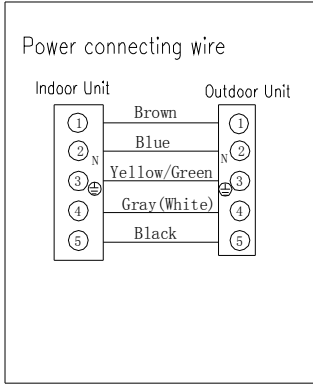 Power connecting wire
Indoor Unit Outdoor Unit
1 Brown 1
2 N Blue N 2
3 Yellow/Green 3
4 Gray(White) 4
5 Black 5